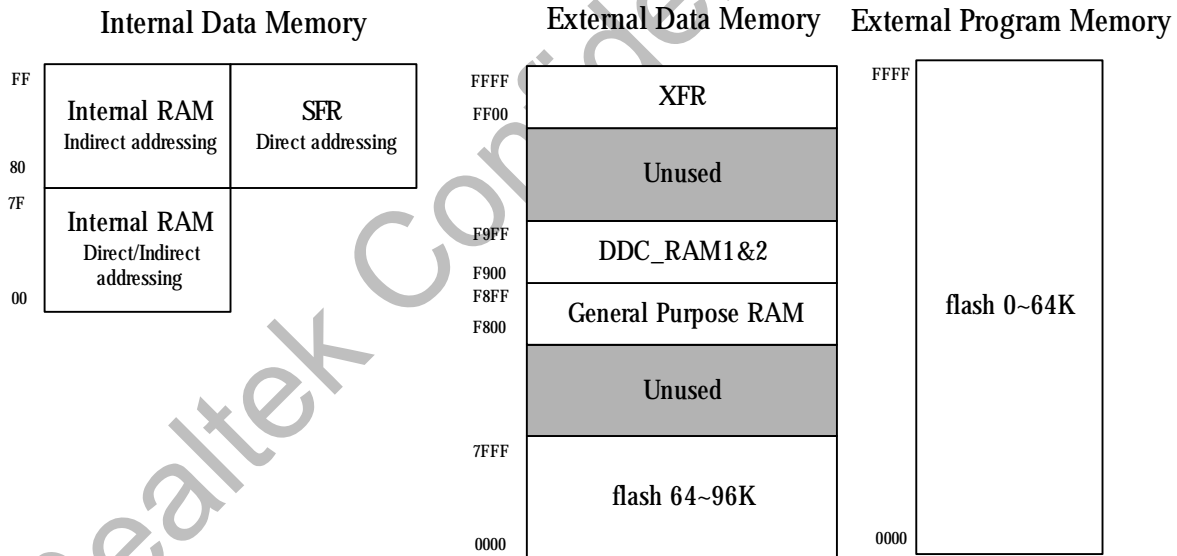 Internal Data Memory
External Data Memory
External Program Memory
FF
Internal RAM
Indirect addressing
SFR
Direct addressing
80
7F
Internal RAM
Direct/Indirect
addressing
00
FFFF
XFR
FF00
Unused
F9FF
DDC_RAM1&2
F900
F8FF
General Purpose RAM
F800
Unused
7FFF
flash 64~96K
0000
FFFF
flash 0~64K
0000
Realtek Confide